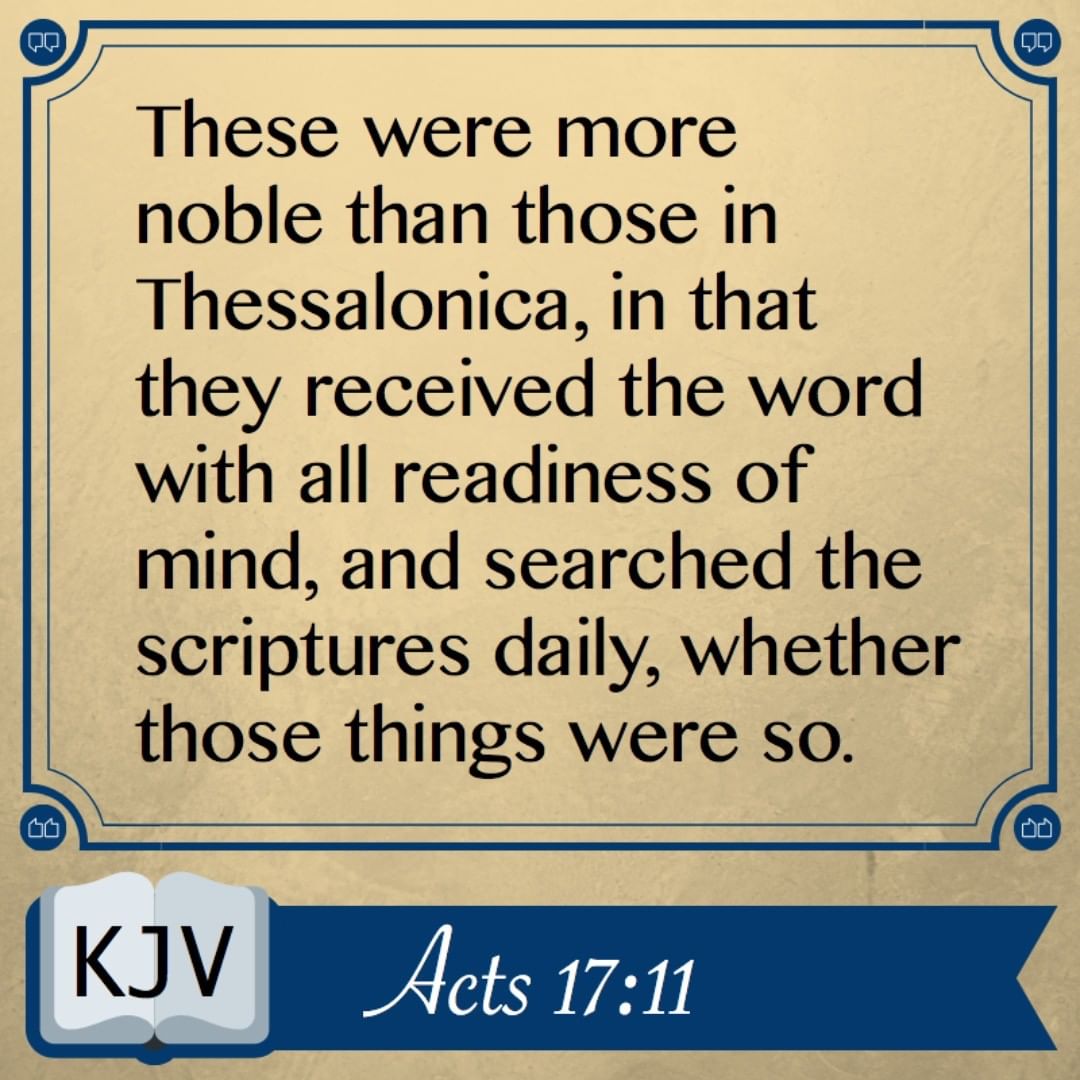 These were more
noble than those in
Thessalonica, in that
they received the word
with all readiness of
mind, and searched the
scriptures daily, whether
those things were so.
KJV
Acts 17:11